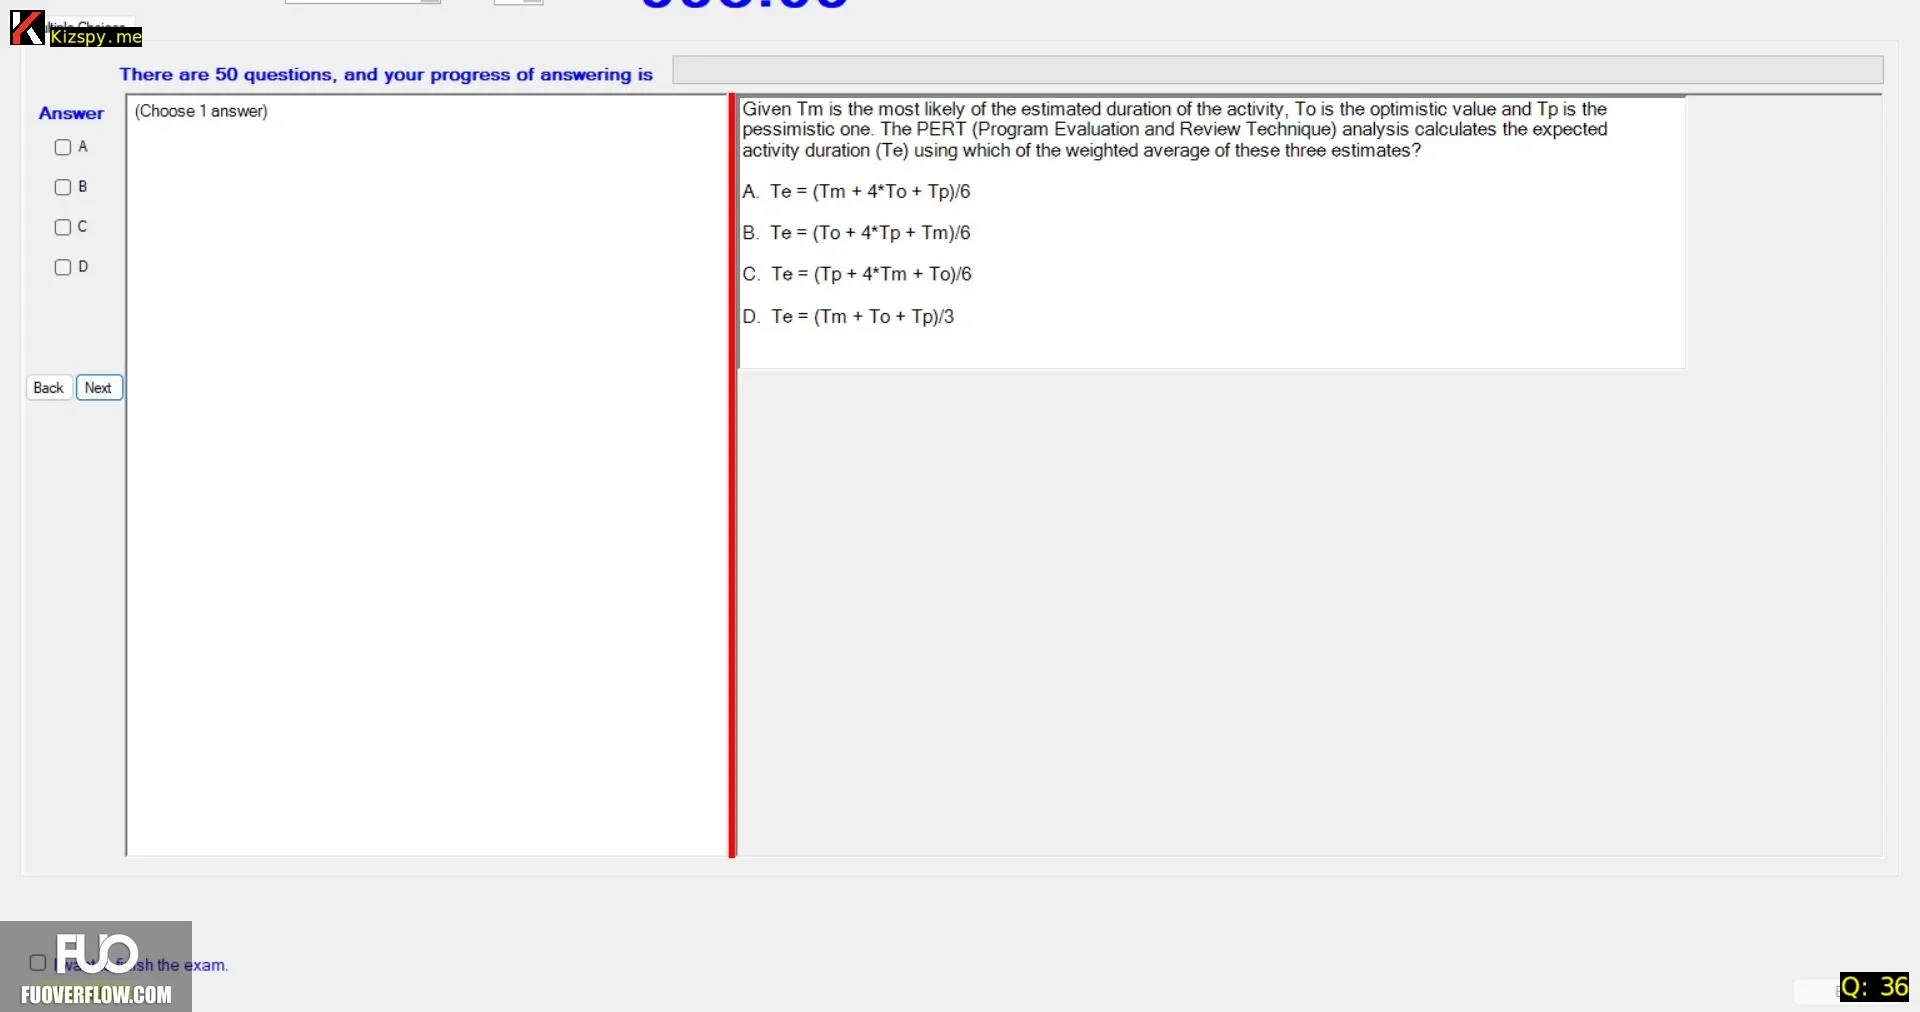 Kizspy.me
There are 50 questions, and your progress of answering is
Answer
(Choose 1 answer)
A
B
C
D
Back Next
Given Tm is the most likely of the estimated duration of the activity, To is the optimistic value and Tp is the
pessimistic one. The PERT (Program Evaluation and Review Technique) analysis calculates the expected
activity duration (Te) using which of the weighted average of these three estimates?
A. Te = (Tm + 4*To + Tp)/6
B. Te = (To + 4*Tp + Tm)/6
C. Te = (Tp + 4*Tm + To)/6
D. Te = (Tm + To + Tp)/3
FUO
the exam.
FUOVERFLOW.COM
Q: 36